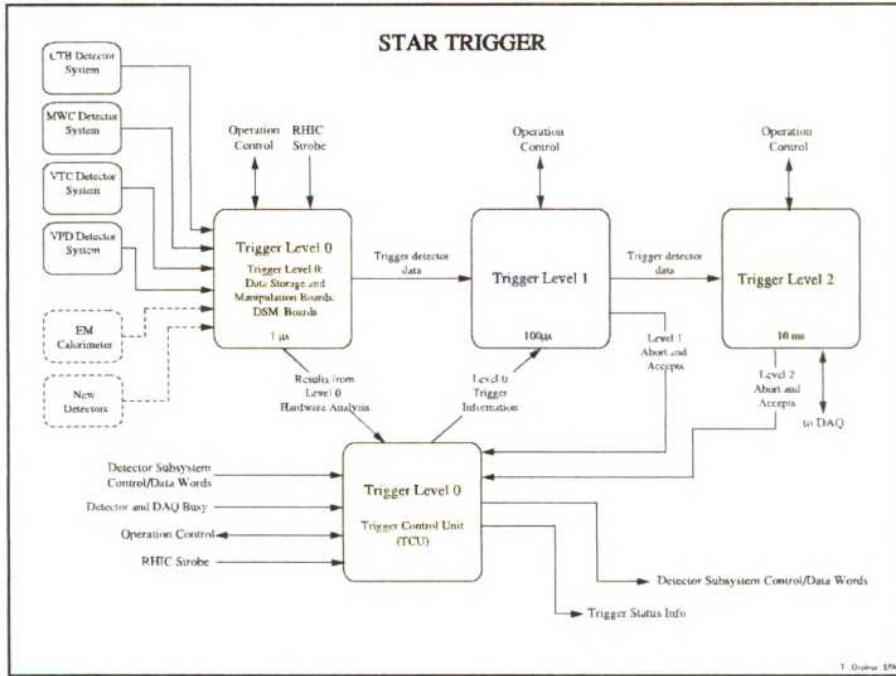 STAR TRIGGER
CTB Detector
System
MWC Detector
System
VTC Detector
System
VPD Detector
System
EM
Calorimeter
New
Detectors
Operation
Control
RHIC
Strobe
Operation
Control
Operation
Control
Trigger Level 0
Trigger Level 0:
Data Storage and
Manipulation Boards
DSM Boards
1 µs
Trigger detector
data
Trigger Level 1
100µs
Trigger detector
data
Trigger Level 2
10 ms
Results from
Level 0
Hardware Analysis
Level 0
Trigger
Information
Level 1
Abort and
Accepts
Level 2
Abort and
Accepts
to DAQ
Detector Subsystem
Control/Data Words
Detector and DAQ Busy
Operation Control
RHIC Strobe
Trigger Level 0
Trigger Control Unit
(TCU)
Detector Subsystem Control/Data Words
Trigger Status Info